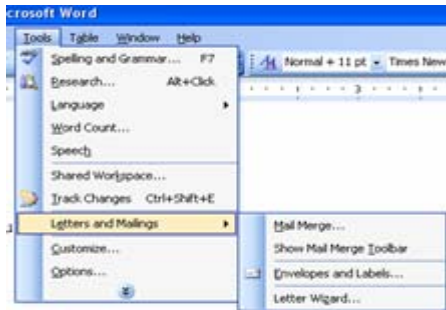 crosoft Word
Tools Table Window Help
Spelling and Grammar... F7
Normal + 11 pt Times New
Research... Alt+Click
3
Language
Word Count...
Speech
Shared Workspace...
Track Changes Ctrl+Shift+E
Letters and Mailings
Mail Merge...
Customize...
Show Mail Merge Toolbar
Options...
Envelopes and Labels...
Letter Wizard...